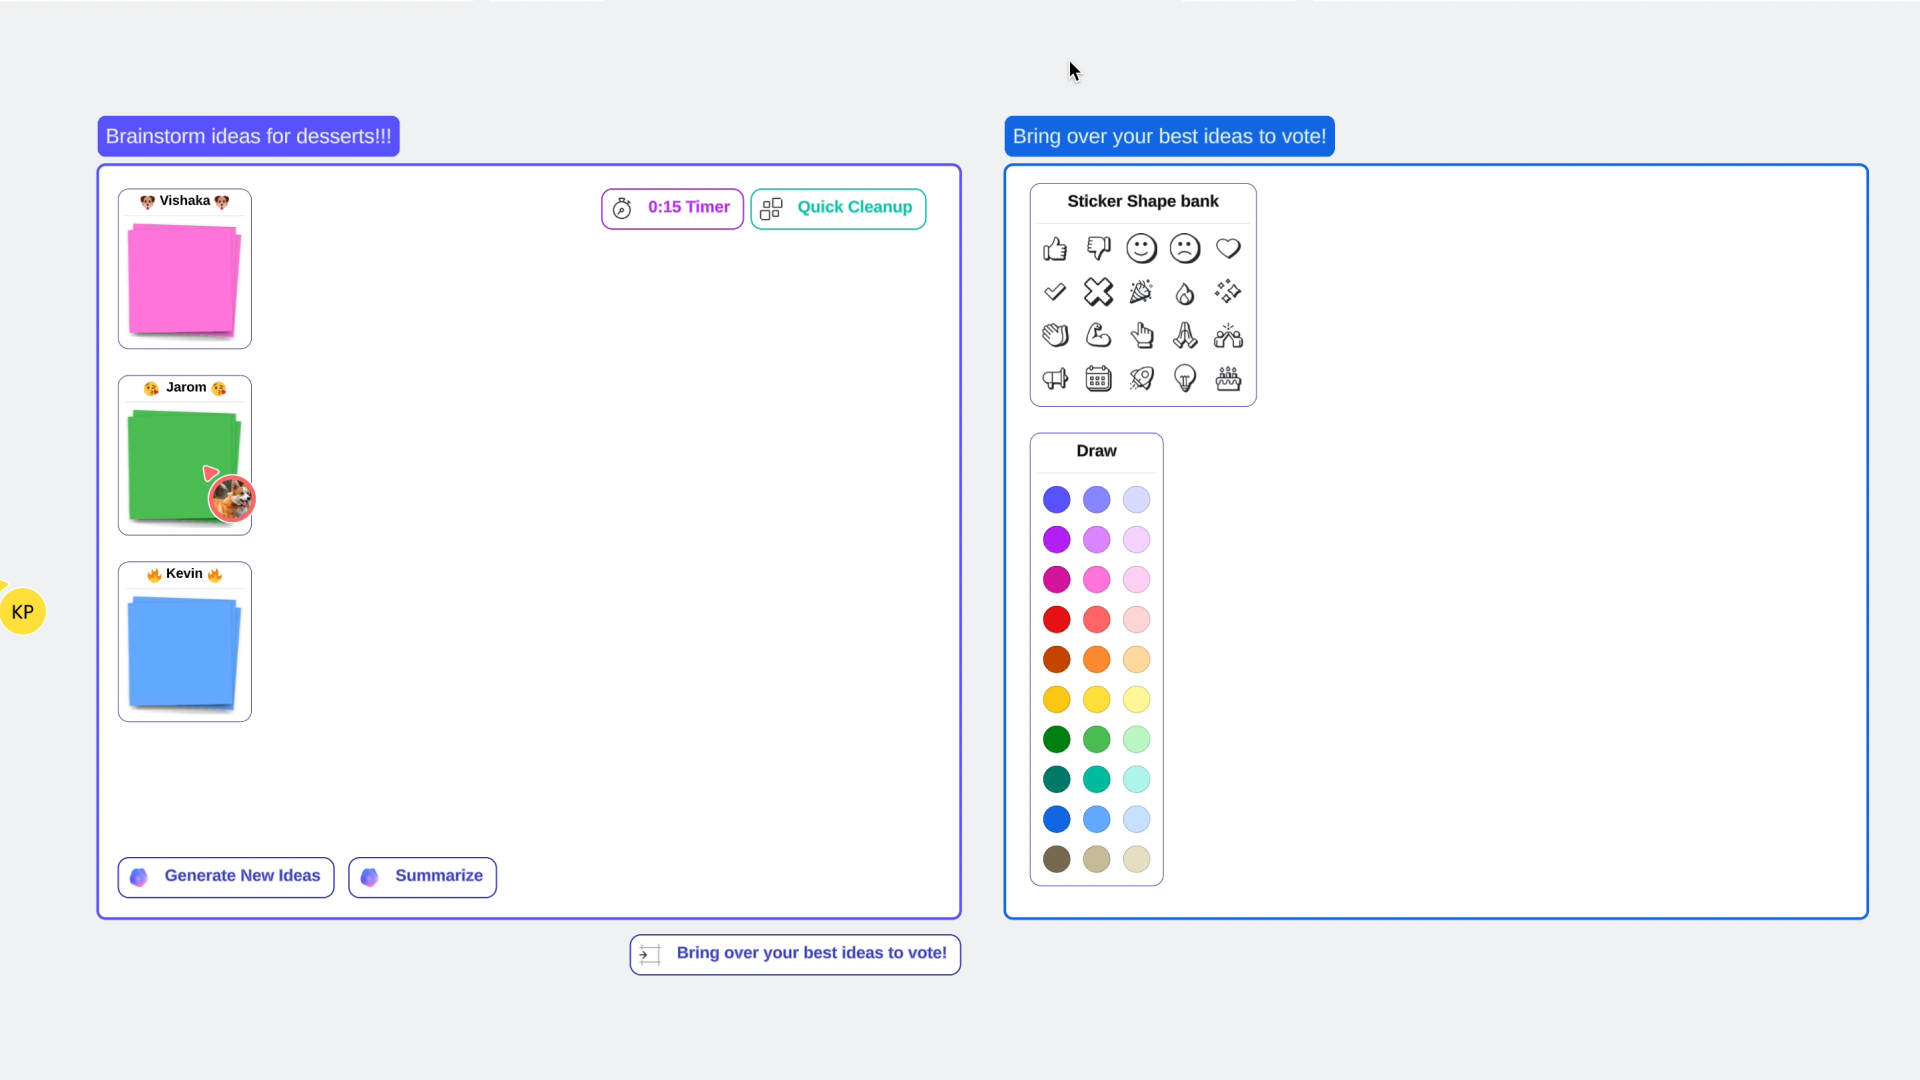 Brainstorm ideas for desserts!!!
Bring over your best ideas to vote!
Vishaka
0:15 Timer
Quick Cleanup
Jarom
Kevin
KP
Generate New Ideas
Summarize
Bring over your best ideas to vote!
Sticker Shape bank
Draw